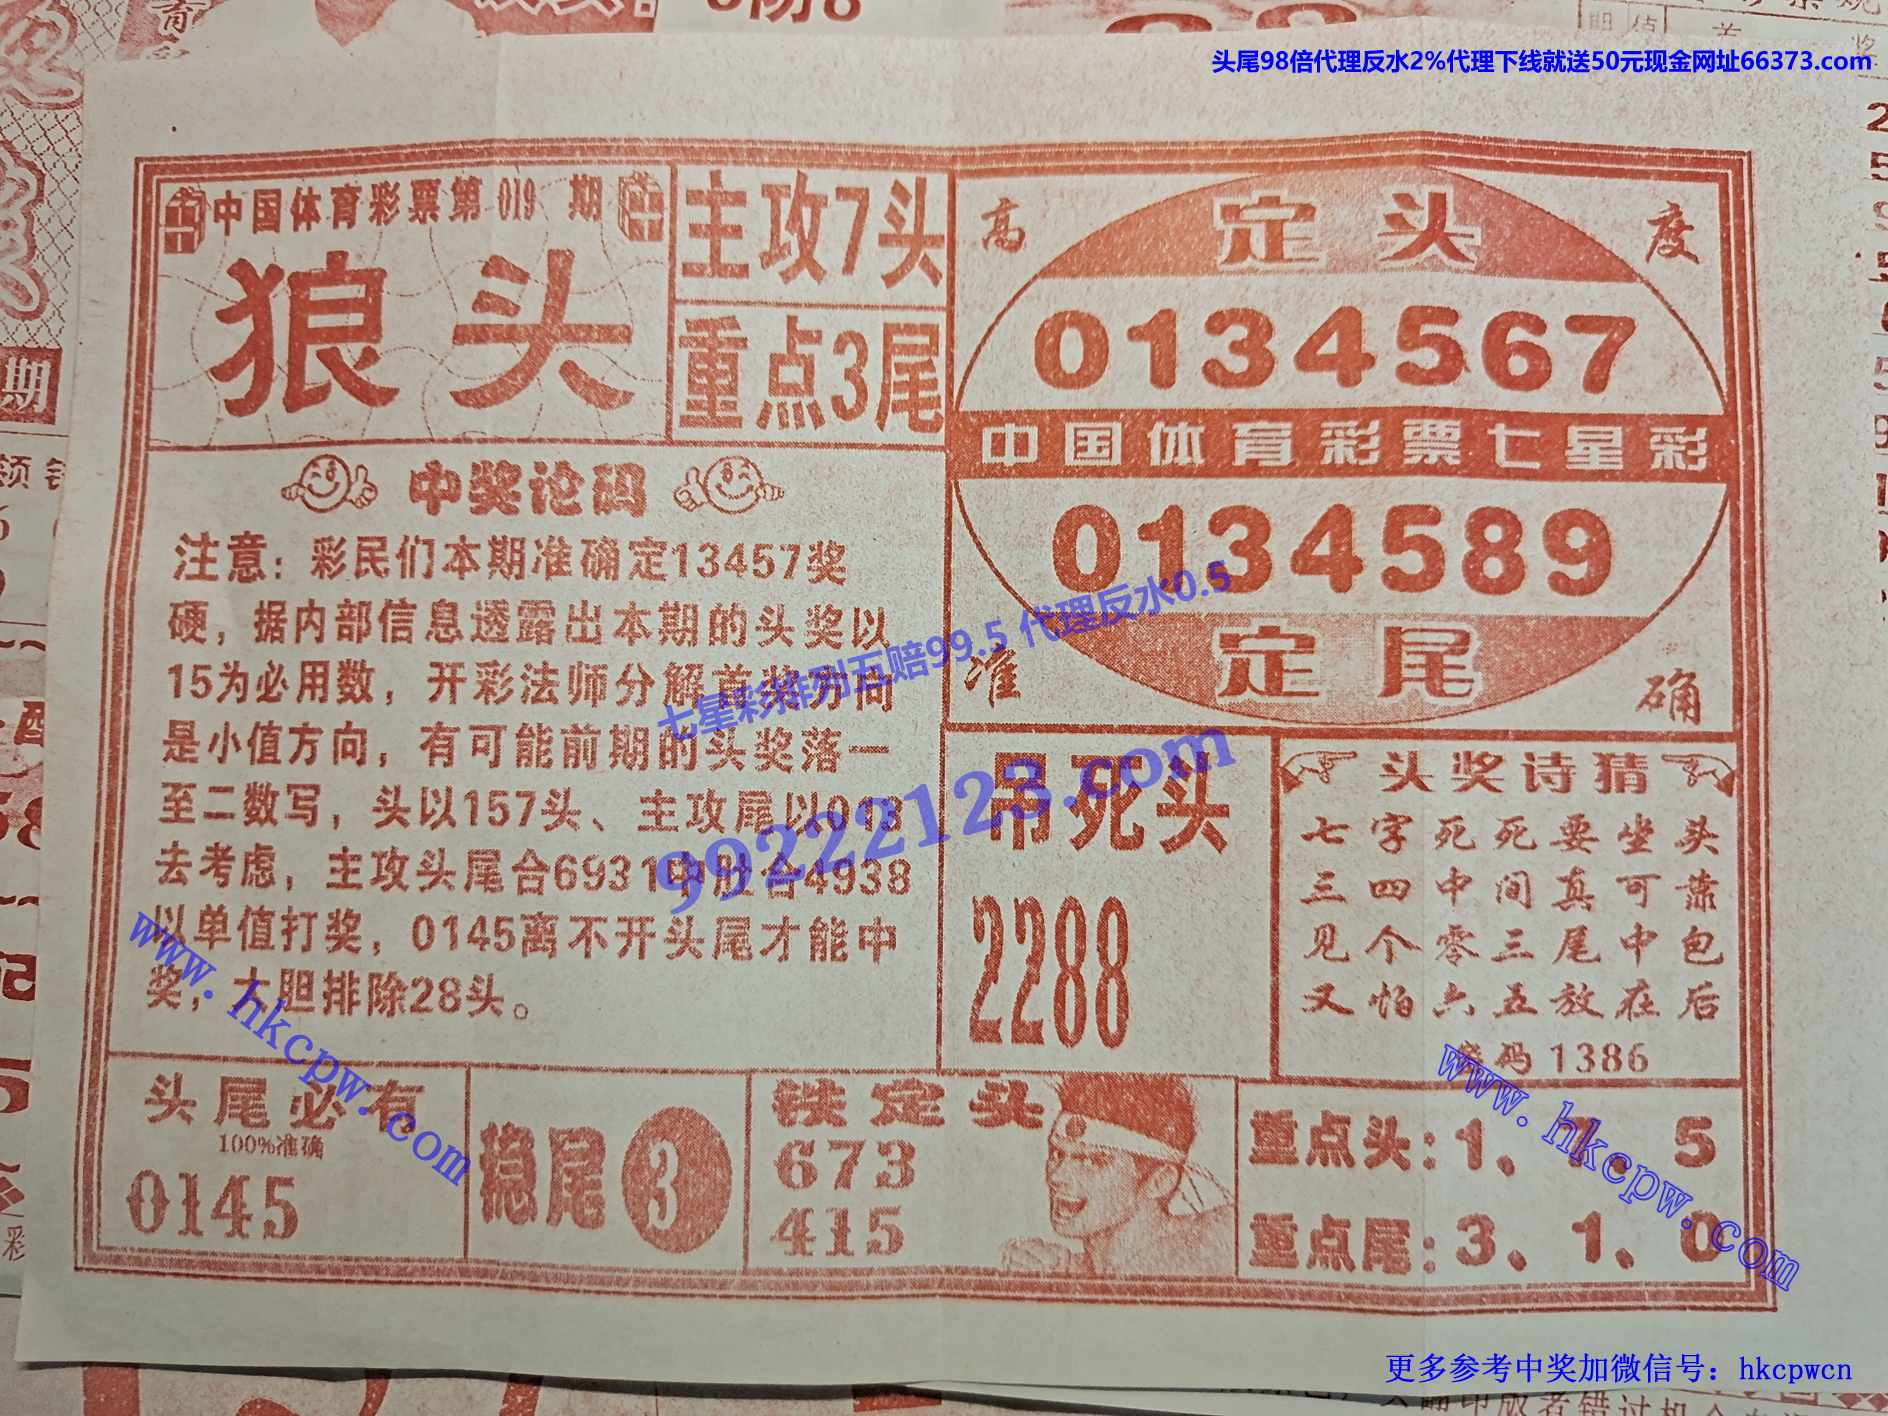 头尾98倍代理反水2%代理下线就送50元现金网址66373.com
中国体育彩票第 019 期
狼头
主攻7头
重点3尾
高度
定头
0134567
中国体育彩票七星彩
0134589
定尾
准确
中奖论码
注意：彩民们本期准确定13457奖
硬，据内部信息透露出本期的头奖以
15为必用数，开彩法师分解首奖方向
是小值方向，有可能前期的头奖落一
至二数写，头以157头、主攻尾以013
去考虑，主攻头尾合6931中肚合4938
以单值打奖，0145离不开头尾才能中
奖，大胆排除28头。
七星彩排列五赔99.5 代理反水0.5
99222123.com
吊死头
2288
头奖诗猜
七字死死要坐头
三四中间真可靠
见个零三尾中包
又怕六五放在后
密码 1386
头尾必有
100%准确
0145
稳尾 3
铁定头
673
415
重点头：1、7、5
重点尾：3、1、0
www.hkcpw.com
www.hkcpw.com
更多参考中奖加微信号：hkcpwcn
期